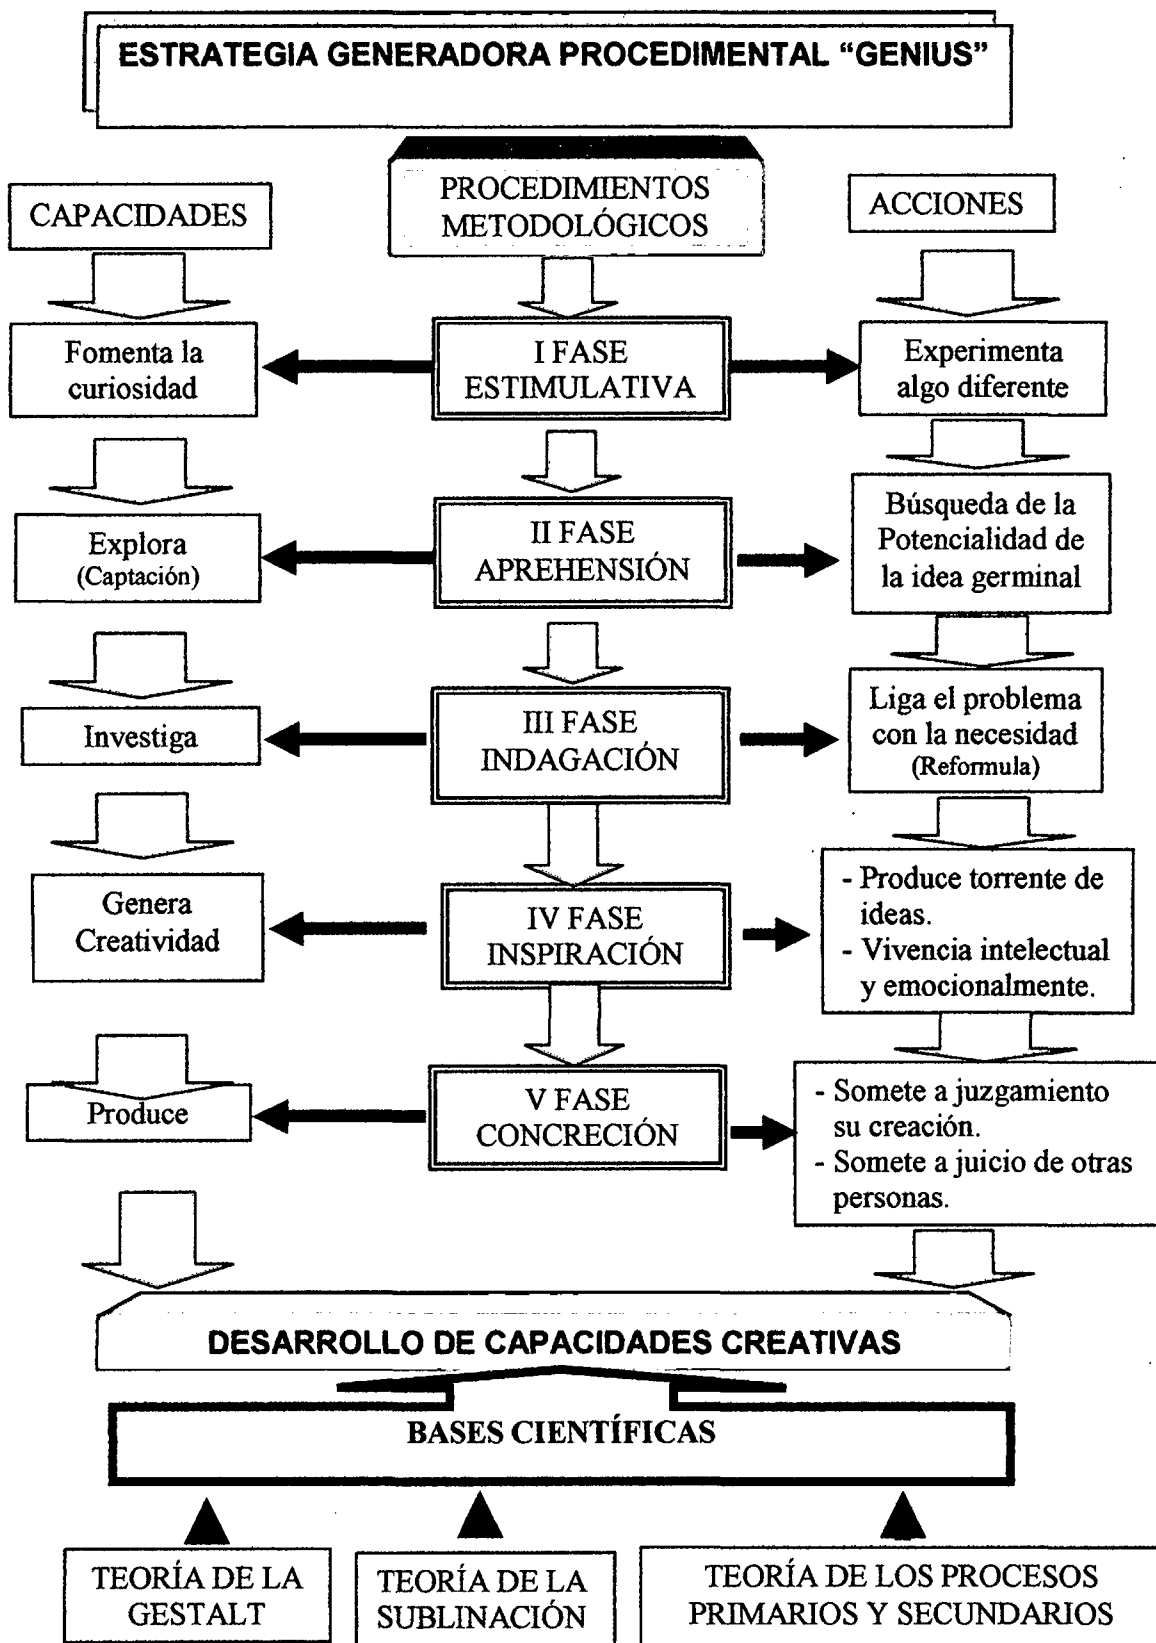 ESTRATEGIA GENERADORA PROCEDIMENTAL “GENIUS”
CAPACIDADES
PROCEDIMIENTOS
METODOLÓGICOS
ACCIONES
Fomenta la
curiosidad
I FASE
ESTIMULATIVA
Experimenta
algo diferente
Explora
(Captación)
II FASE
APREHENSIÓN
Búsqueda de la
Potencialidad de
la idea germinal
Investiga
III FASE
INDAGACIÓN
Liga el problema
con la necesidad
(Reformula)
Genera
Creatividad
IV FASE
INSPIRACIÓN
- Produce torrente de
ideas.
- Vivencia intelectual
y emocionalmente.
Produce
V FASE
CONCRECIÓN
- Somete a juzgamiento
su creación.
- Somete a juicio de otras
personas.
DESARROLLO DE CAPACIDADES CREATIVAS
BASES CIENTÍFICAS
TEORÍA DE LA
GESTALT
TEORÍA DE LA
SUBLINACIÓN
TEORÍA DE LOS PROCESOS
PRIMARIOS Y SECUNDARIOS